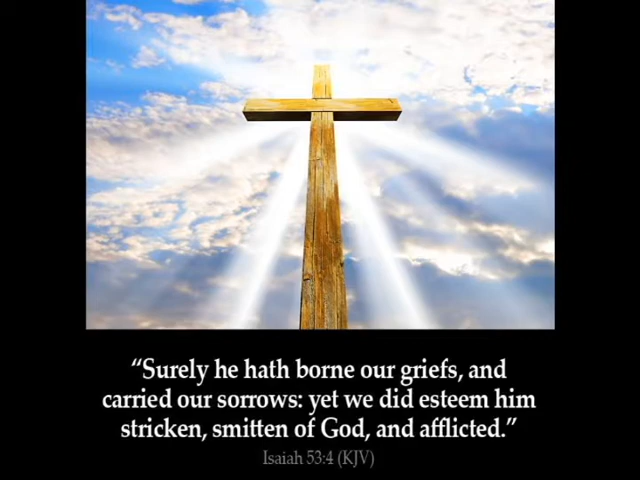 “Surely he hath borne our griefs, and
carried our sorrows: yet we did esteem him
stricken, smitten of God, and afflicted.”
Isaiah 53:4 (KJV)